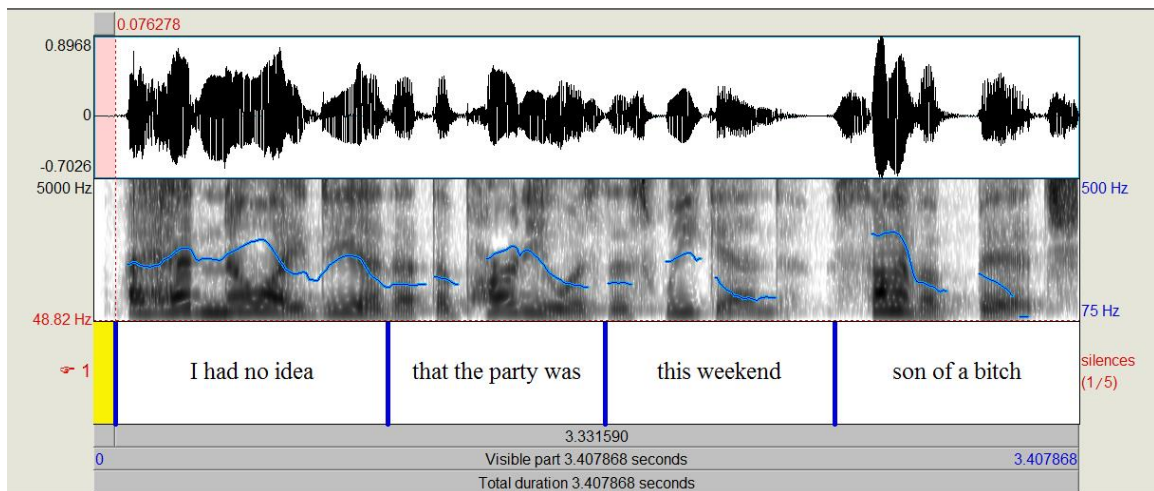 0.076278
0.8968
0
-0.7026
5000 Hz
500 Hz
48.82 Hz
75 Hz
1
I had no idea
that the party was
this weekend
son of a bitch
silences
(1/5)
3.331590
0
Visible part 3.407868 seconds
3.407868
Total duration 3.407868 seconds